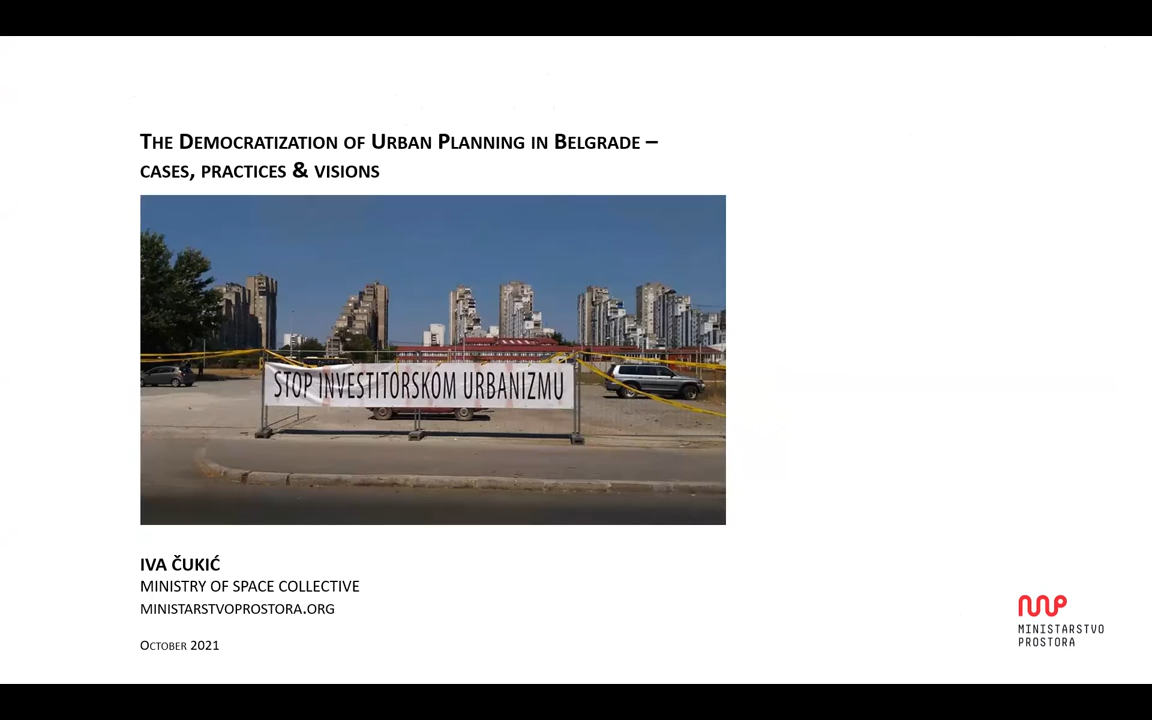 The Democratization of Urban Planning in Belgrade –
cases, practices & visions
STOP INVESTITORSKOM URBANIZMU
IVA ČUKIĆ
MINISTRY OF SPACE COLLECTIVE
MINISTARSTVOPROSTORA.ORG
October 2021
MINISTARSTVO
PROSTORA